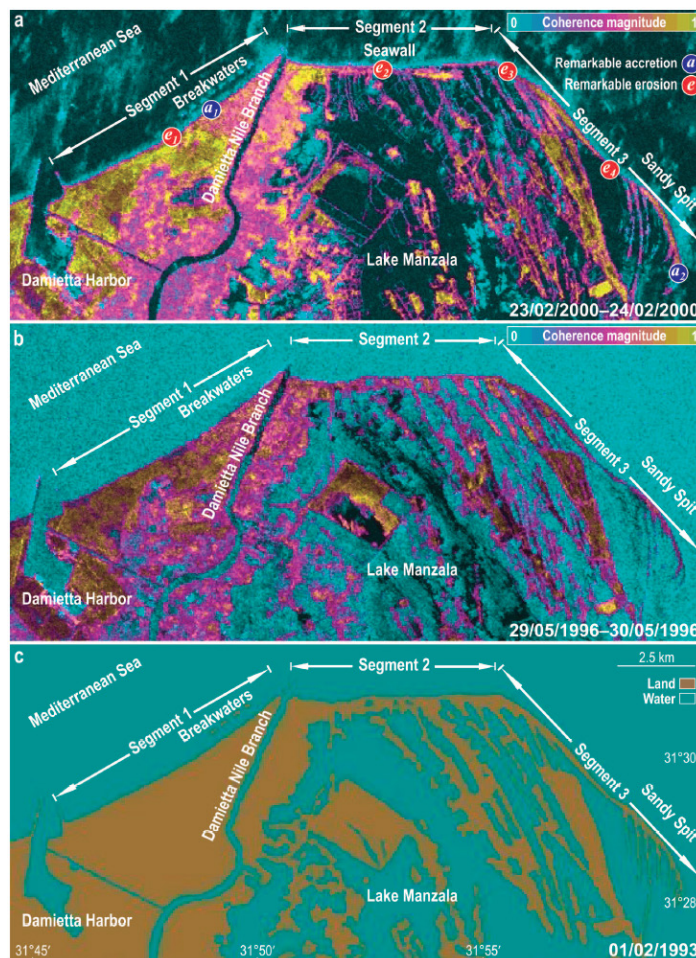 a
Mediterranean Sea
Segment 1
Breakwaters
Segment 2
Seawall
0 Coherence magnitude 1
Remarkable accretion a
Remarkable erosion e
e1
a1
e2
e3
Damietta Nile Branch
Segment 3
Sandy Spit
a2
Lake Manzala
Damietta Harbor
23/02/2000–24/02/2000
b
Mediterranean Sea
Segment 1
Breakwaters
Segment 2
0 Coherence magnitude 1
Damietta Nile Branch
Segment 3
Sandy Spit
Lake Manzala
Damietta Harbor
29/05/1996–30/05/1996
c
Mediterranean Sea
Segment 1
Breakwaters
Segment 2
2.5 km
Land
Water
Damietta Nile Branch
31°30
Segment 3
Sandy Spit
Lake Manzala
31°28
Damietta Harbor
31°45′ 31°50′ 31°55′
01/02/1993